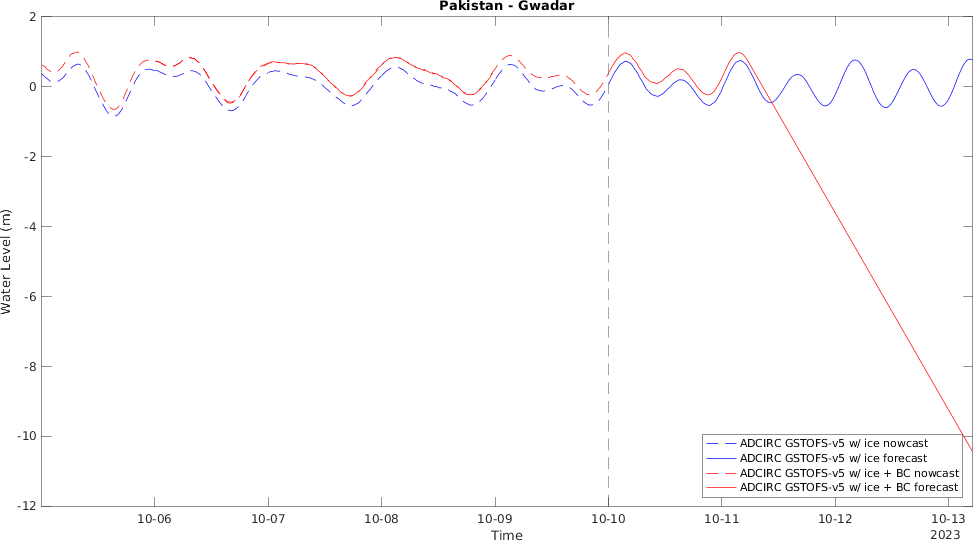 Pakistan - Gwadar
Water Level (m)
2
0
-2
-4
-6
-8
-10
-12
ADCIRC GSTOFS-v5 w/ ice nowcast
ADCIRC GSTOFS-v5 w/ ice forecast
ADCIRC GSTOFS-v5 w/ ice + BC nowcast
ADCIRC GSTOFS-v5 w/ ice + BC forecast
10-06 10-07 10-08 10-09 10-10 10-11 10-12 10-13
2023
Time